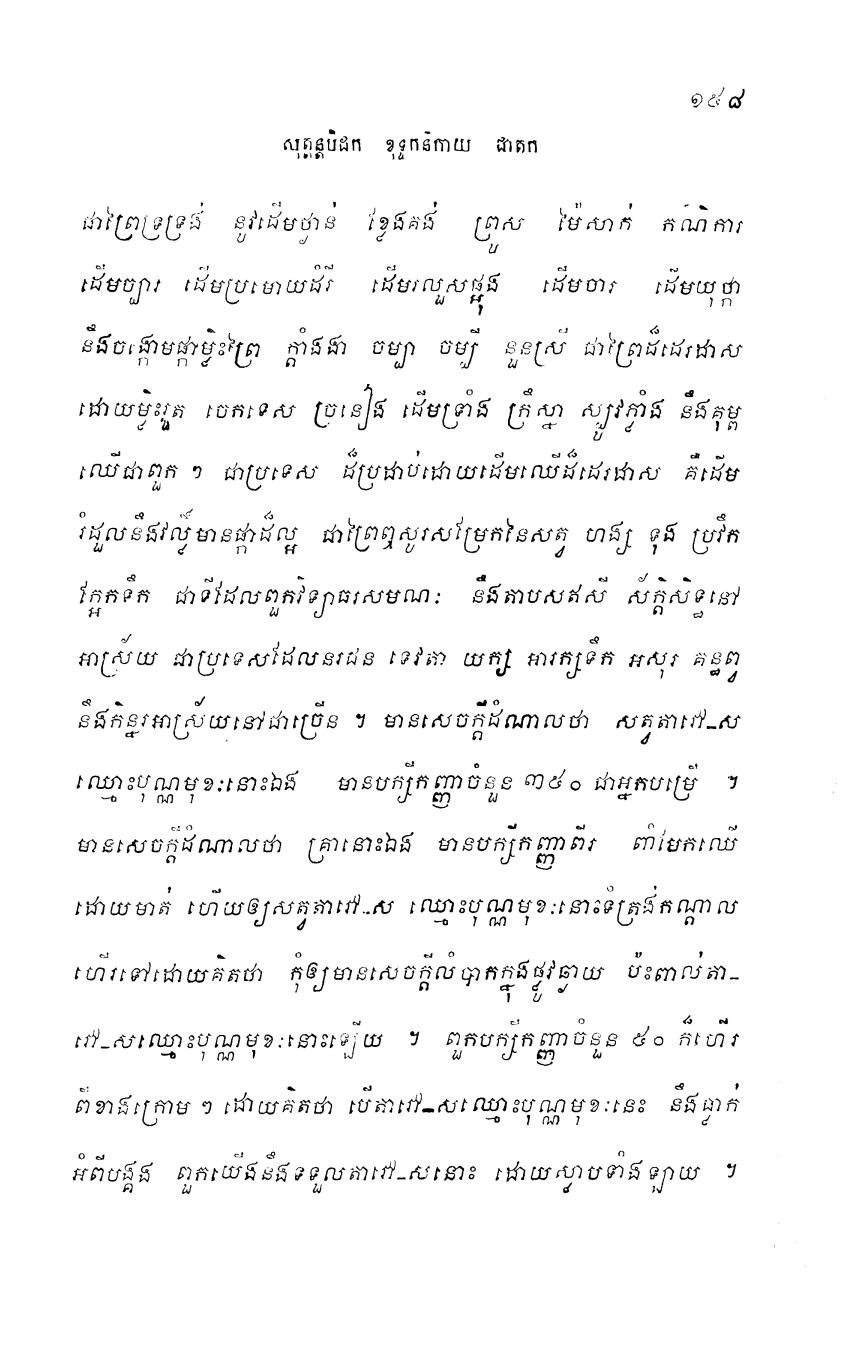 ១៥៨
សុត្តន្តបិដក ខុទ្ទកនិកាយ ជាតក
ជាព្រៃទ្រទ្រង់ នូវដើមថ្ងាន់ ខ្វែងគង់ ព្រួស ម៉ៃសាក់ កណិការ
ដើមច្បារ ដើមប្រមោយដំរី ដើមរលួសផ្អុង ដើមចារ ដើមយុថ្កា
នឹងចង្កោមផ្កាម្លិះព្រៃ ក្តាំងងា ចម្បា ចម្បី នួនស្រី ជាព្រៃដ៏ដេរដាស
ដោយម្លិះរួត ចេកទេស ច្រនៀង ដើមទ្រាំង ក្រឹស្នា ស្បូវភ្លាំង នឹងគុម្ព
ឈើជាពួក ៗ ជាប្រទេស ដ៏ប្រដាប់ដោយដើមឈើដ៏ដេរដាស គឺដើម
រំដួលនឹងវល្លិ៍មានផ្កាដ៏ល្អ ជាព្រៃឮសូរសម្រែកនៃសត្វ ហង្ស ទុង ប្រវឹក
ក្អែកទឹក ជាទីដែលពួកវិទ្យាធរសមណៈ នឹងតាបសឥសី ស័ក្តិសិទ្ធនៅ
អាស្រ័យ ជាប្រទេសដែលនរជន ទេវតា យក្ស អារក្សទឹក អសុរ គន្ធព្វ
នឹងកិន្នរអាស្រ័យនៅជាច្រើន ។ មានសេចក្តីដំណាលថា សត្វតាវៅ_ស
ឈ្មោះបុណ្ណមុខៈនោះឯង មានបក្សីកញ្ញាចំនួន ៣៥០ ជាអ្នកបម្រើ ។
មានសេចក្តីដំណាលថា គ្រានោះឯង មានបក្សីកញ្ញាពីរ ពាំមែកឈើ
ដោយមាត់ ហើយឲ្យសត្វតាវៅ_ស ឈ្មោះបុណ្ណមុខៈនោះទំត្រង់កណ្តាល
ហើរទៅដោយគិតថា កុំឲ្យមានសេចក្តីលំបាកក្នុងផ្លូវឆ្ងាយ ប៉ះពាល់តា_
វៅ_សឈ្មោះបុណ្ណមុខៈនោះឡើយ ។ ពួកបក្សីកញ្ញាចំនួន ៥០ ក៏ហើរ
ពីខាងក្រោម ៗ ដោយគិតថា បើតាវៅ_សឈ្មោះបុណ្ណមុខៈនេះ នឹងធ្លាក់
អំពីបង្គង ពួកយើងនឹងទទួលតាវៅ_សនោះ ដោយស្លាបទាំងឡាយ ។